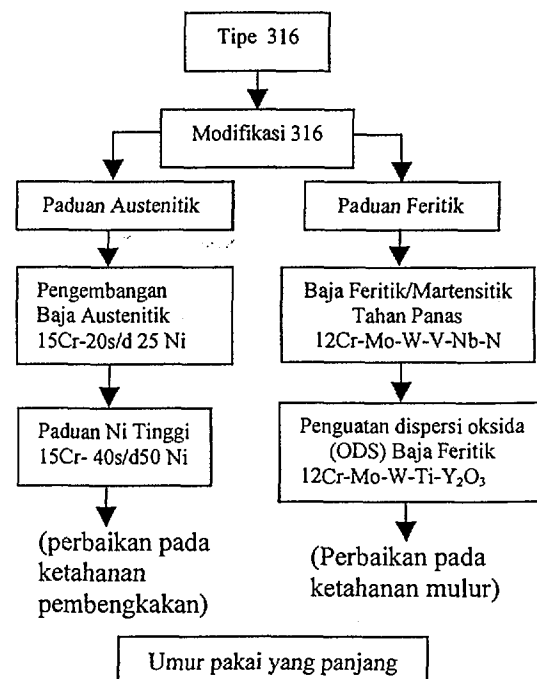 Tipe 316
Modifikasi 316
Paduan Austenitik
Paduan Feritik
Pengembangan
Baja Austenitik
15Cr-20s/d 25 Ni
Baja Feritik/Martensitik
Tahan Panas
12Cr-Mo-W-V-Nb-N
Paduan Ni Tinggi
15Cr- 40s/d50 Ni
Penguatan dispersi oksida
(ODS) Baja Feritik
12Cr-Mo-W-Ti-Y₂O₃
(perbaikan pada
ketahanan
pembengkakan)
(Perbaikan pada
ketahanan mulur)
Umur pakai yang panjang